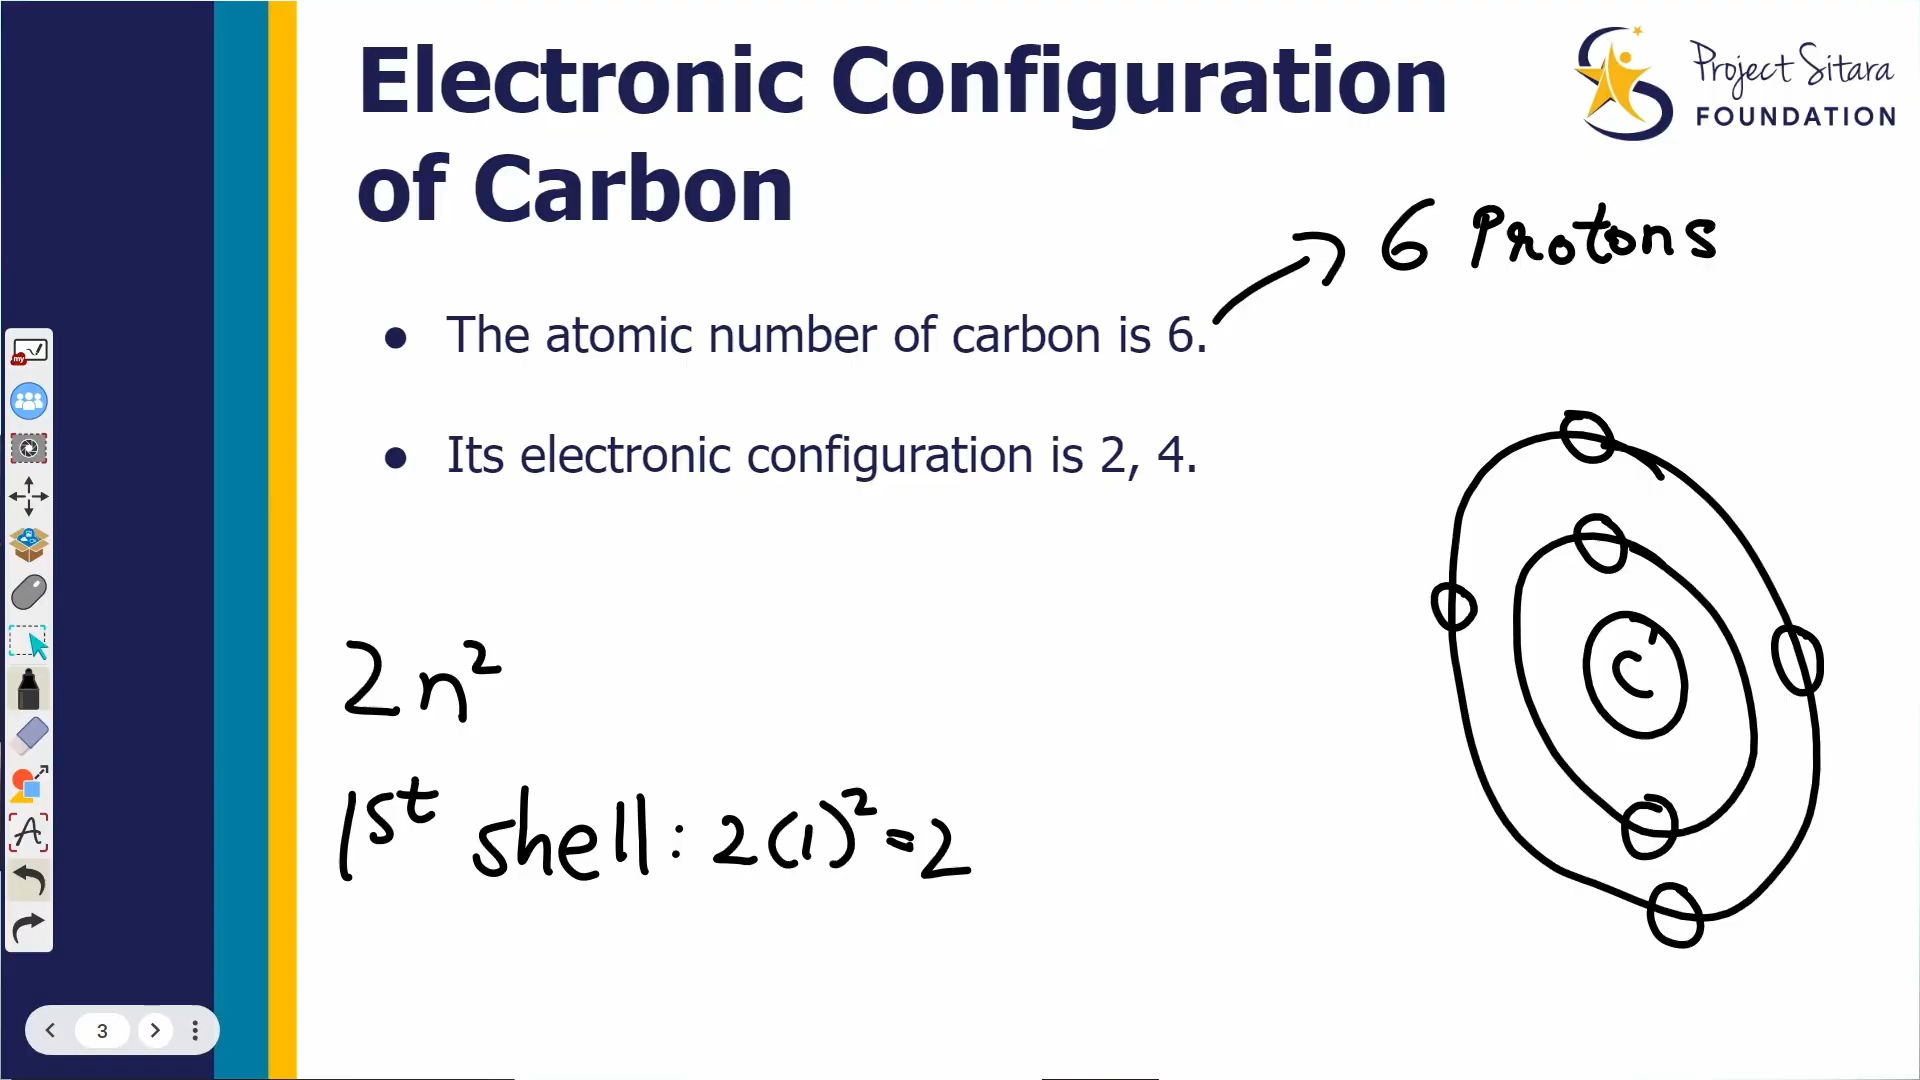 Electronic Configuration
of Carbon
Project Sitara
FOUNDATION
6 Protons
● The atomic number of carbon is 6.
● Its electronic configuration is 2, 4.
C
2n²
1st shell: 2(1)²=2
my
A
3